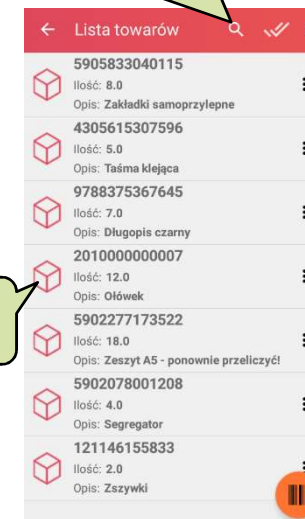 Lista towarów
5905833040115
Ilość: 8.0
Opis: Zakładki samoprzylepne
4305615307596
Ilość: 5.0
Opis: Taśma klejąca
9788375367645
Ilość: 7.0
Opis: Długopis czarny
2010000000007
Ilość: 12.0
Opis: Ołówek
5902277173522
Ilość: 18.0
Opis: Zeszyt A5 - ponownie przeliczyć!
5902078001208
Ilość: 4.0
Opis: Segregator
121146155833
Ilość: 2.0
Opis: Zszywki